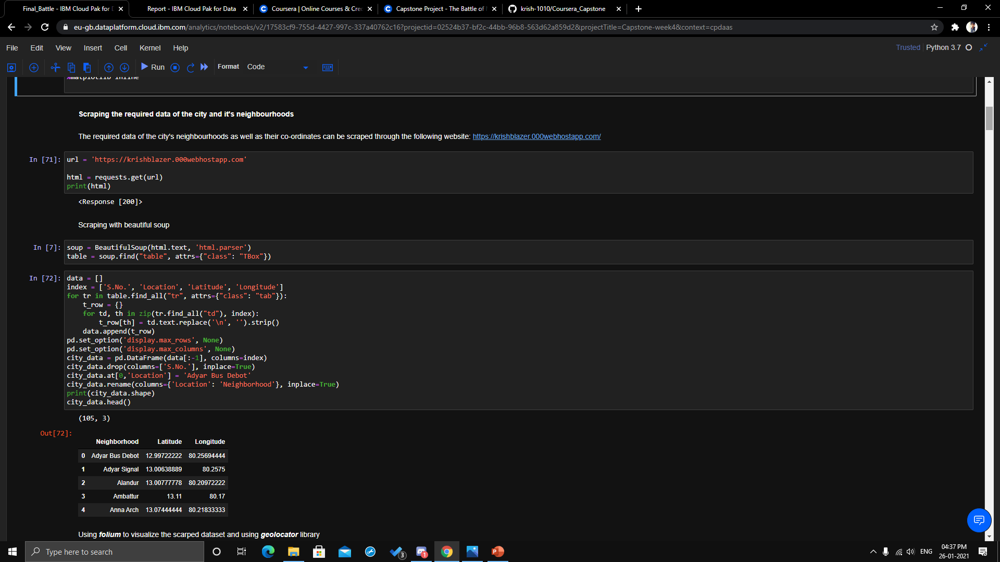 Final_Battle - IBM Cloud Pak for D
Report - IBM Cloud Pak for Data
Coursera | Online Courses & Cre
Capstone Project - The Battle of
krish-1010/Coursera_Capstone
eu-gb.dataplatform.cloud.ibm.com/analytics/notebooks/v2/17583cf9-755d-4427-997c-337a40762c16?projectid=02524b37-bf2c-44bb-96b8-563d62a859d2&projectTitle=Capstone-week4&context=cpdaas
File Edit View Insert Cell Kernel Help
Trusted Python 3.7
Run Format Code
%matplotlib inline
Scraping the required data of the city and it's neighbourhoods
The required data of the city's neighbourhoods as well as their co-ordinates can be scraped through the following website: https://krishblazer.000webhostapp.com/
In [71]: url = 'https://krishblazer.000webhostapp.com'
html = requests.get(url)
print(html)
<Response [200]>
Scraping with beautiful soup
In [7]: soup = BeautifulSoup(html.text, 'html.parser')
table = soup.find("table", attrs={"class": "TBox"})
In [72]: data = []
index = ['S.No.', 'Location', 'Latitude', 'Longitude']
for tr in table.find_all("tr", attrs={"class": "tab"}):
    t_row = {}
    for td, th in zip(tr.find_all("td"), index):
        t_row[th] = td.text.replace('\n', '').strip()
    data.append(t_row)
pd.set_option('display.max_rows', None)
pd.set_option('display.max_columns', None)
city_data = pd.DataFrame(data[:-1], columns=index)
city_data.drop(columns=['S.No.'], inplace=True)
city_data.at[0,'Location'] = 'Adyar Bus Debot'
city_data.rename(columns={'Location': 'Neighborhood'}, inplace=True)
print(city_data.shape)
city_data.head()
(105, 3)
Out[72]:
Neighborhood Latitude Longitude
0 Adyar Bus Debot 12.99722222 80.25694444
1 Adyar Signal 13.00638889 80.2575
2 Alandur 13.00777778 80.20972222
3 Ambattur 13.11 80.17
4 Anna Arch 13.07444444 80.21833333
Using folium to visualize the scarped dataset and using geolocator library
Type here to search
3
1
ENG
04:37 PM
26-01-2021